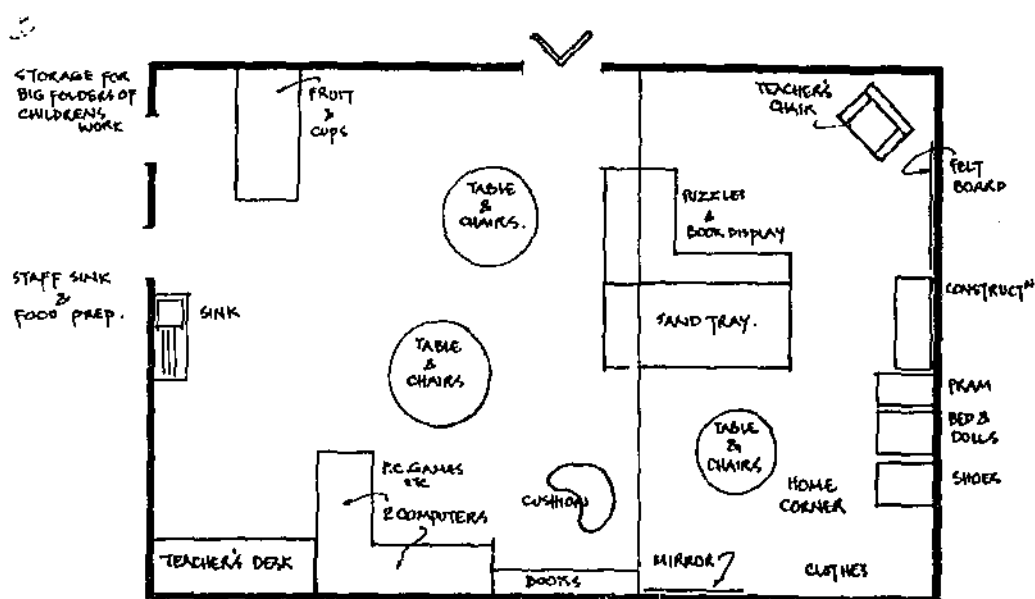 STORAGE FOR
BIG FOLDERS OF
CHILDRENS
WORK
FRUIT
&
CUPS
TEACHER'S
CHAIR
FELT
BOARD
TABLE
&
CHAIRS.
PUZZLES
&
BOOK DISPLAY
STAFF SINK
&
FOOD PREP.
SINK
SAND TRAY.
CONSTRUCTN
TABLE
&
CHAIRS
PRAM
BED &
DOLLS
SHOES
TABLE
&
CHAIRS
HOME
CORNER
P.C. GAMES
ETC
2 COMPUTERS
CUSHION
TEACHER'S DESK
BOOKS
MIRROR
CLOTHES